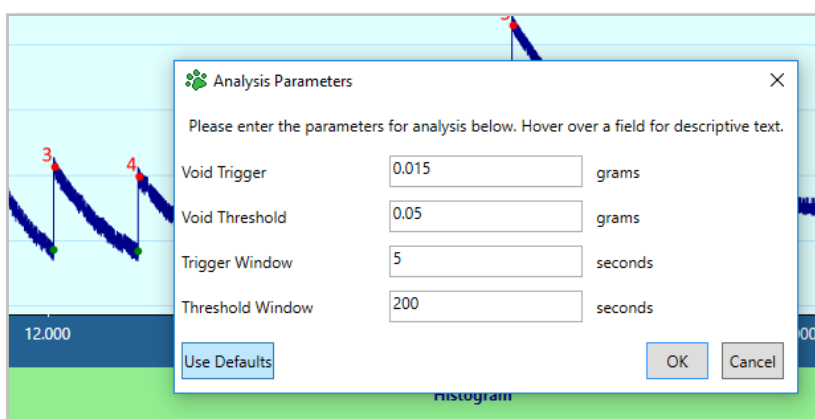 Analysis Parameters
Please enter the parameters for analysis below. Hover over a field for descriptive text.
3
4
Void Trigger 0.015 grams
Void Threshold 0.05 grams
Trigger Window 5 seconds
Threshold Window 200 seconds
12.000
Use Defaults OK Cancel
Histogram